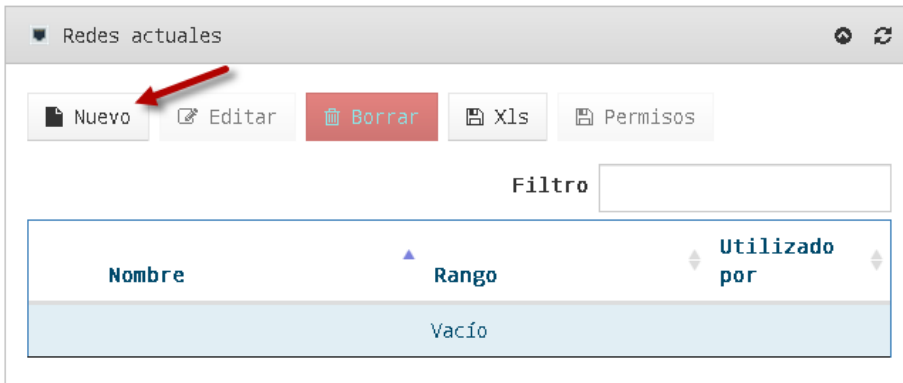 Redes actuales
Nuevo Editar Borrar Xls Permisos
Filtro
Nombre Rango Utilizado por
Vacío